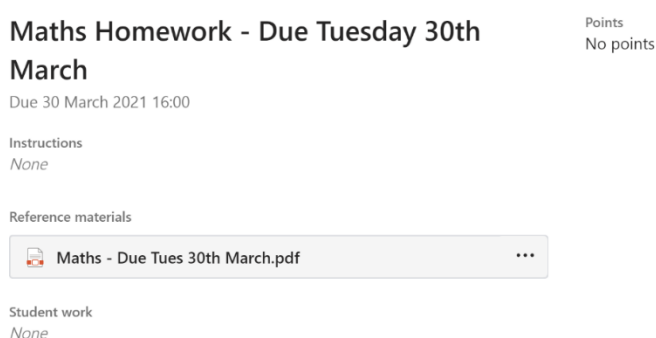 Maths Homework - Due Tuesday 30th
March
Points
No points
Due 30 March 2021 16:00
Instructions
None
Reference materials
Maths - Due Tues 30th March.pdf
Student work
None